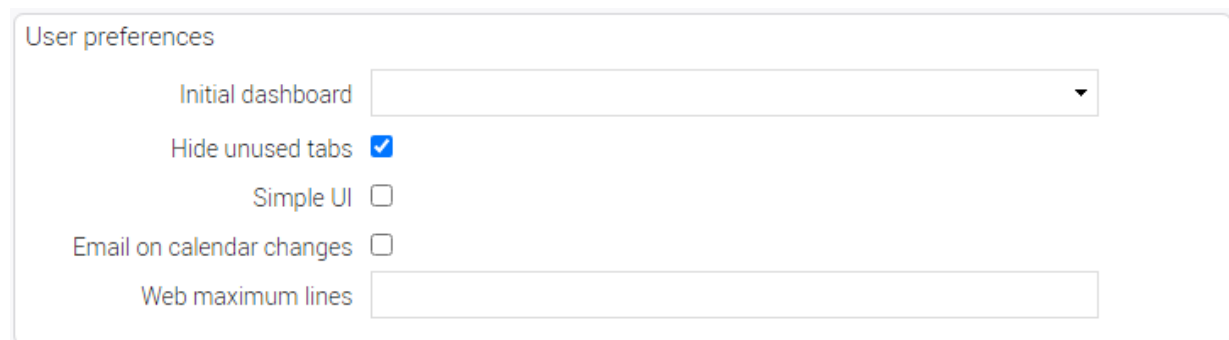 User preferences
Initial dashboard
Hide unused tabs
Simple UI
Email on calendar changes
Web maximum lines